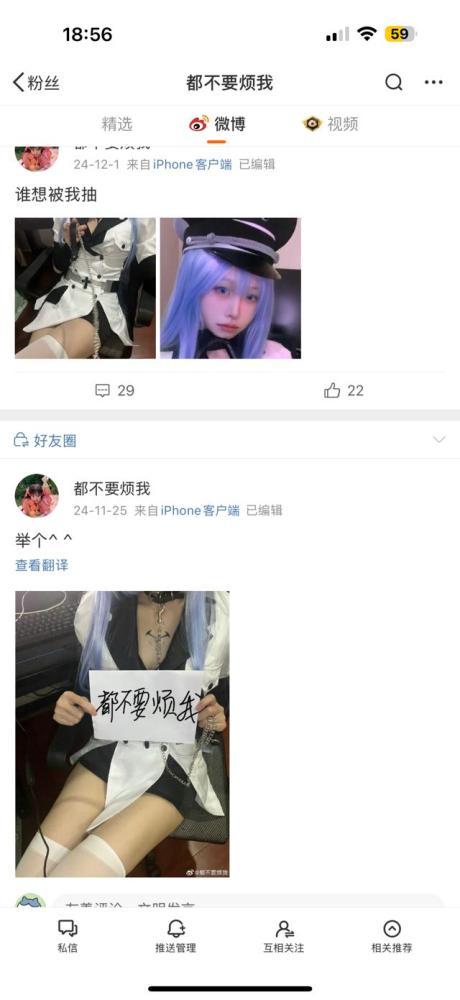 18:56
59
粉丝
都不要烦我
精选
微博
视频
24-12-1 来自iPhone客户端 已编辑
谁想被我抽
29
22
好友圈
都不要烦我
24-11-25 来自iPhone客户端 已编辑
举个^ ^
查看翻译
都不要烦我
@都不要烦我
私信
推送管理
互相关注
相关推荐